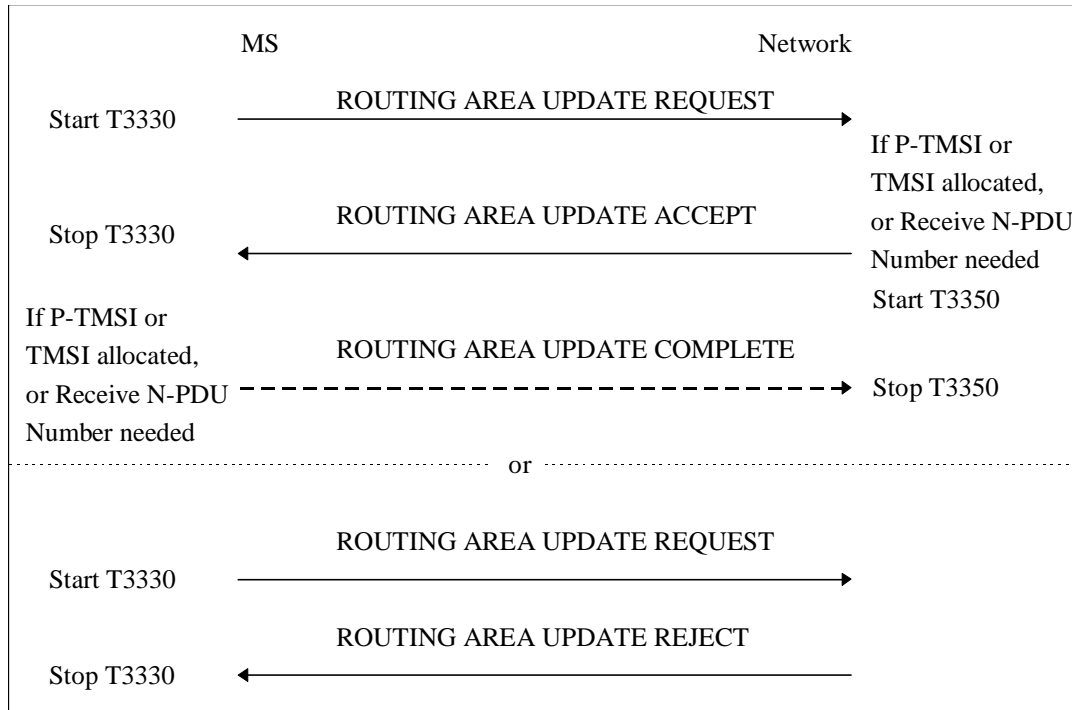 MS Network
ROUTING AREA UPDATE REQUEST
Start T3330
If P-TMSI or
TMSI allocated,
or Receive N-PDU
Number needed
Start T3350
ROUTING AREA UPDATE ACCEPT
Stop T3330
If P-TMSI or
TMSI allocated,
or Receive N-PDU
Number needed
ROUTING AREA UPDATE COMPLETE
Stop T3350
or
ROUTING AREA UPDATE REQUEST
Start T3330
ROUTING AREA UPDATE REJECT
Stop T3330